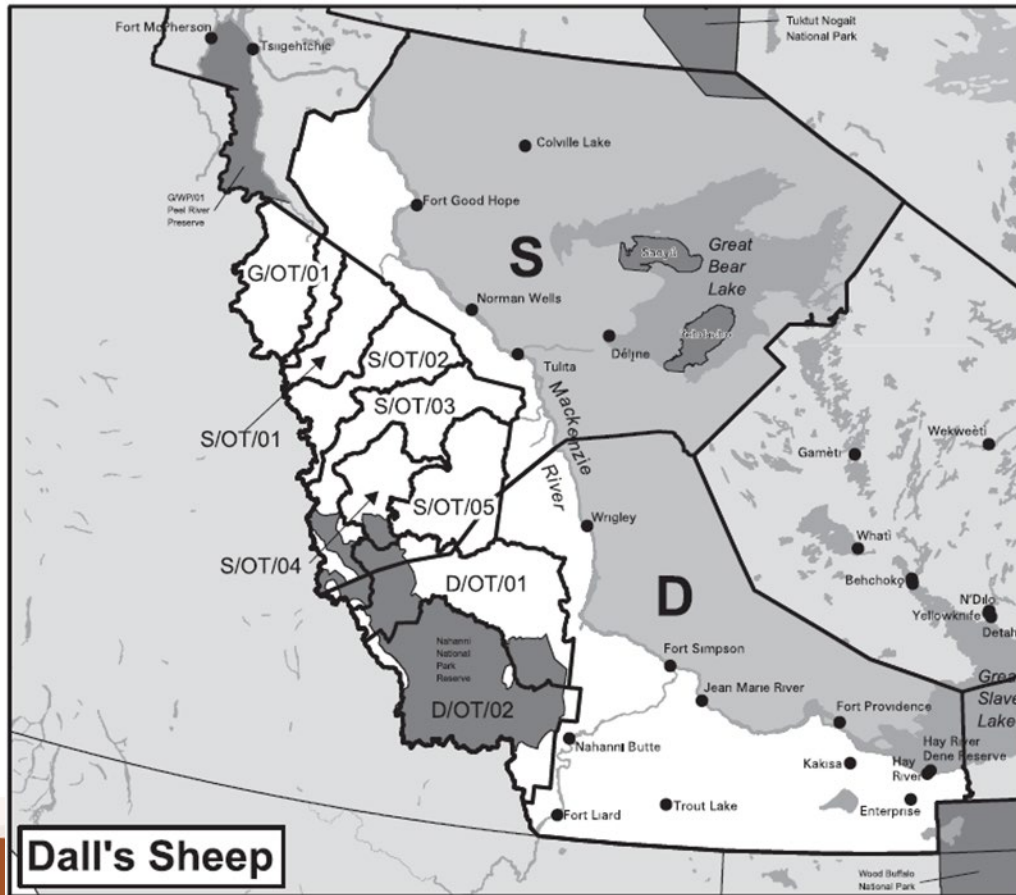 Fort McPherson
Tsiigehtchic
Tuktut Nogait
National Park
Colville Lake
G/WP/01
Peel River
Preserve
Fort Good Hope
S
Great
Bear
Lake
G/OT/01
Norman Wells
Délįne
S/OT/02
Tulita
S/OT/03
Mackenzie
River
S/OT/01
Wekweètì
Gamètì
S/OT/05
Wrigley
Whatì
S/OT/04
Behchokǫ
D/OT/01
D
N'Dilo
Yellowknife
Detah
Nahanni
National
Park
Reserve
Fort Simpson
Jean Marie River
Great
Slave
Lake
D/OT/02
Fort Providence
Nahanni Butte
Hay River
Dene Reserve
Kakisa
Hay
River
Trout Lake
Enterprise
Fort Liard
Dall's Sheep
Wood Buffalo
National Park